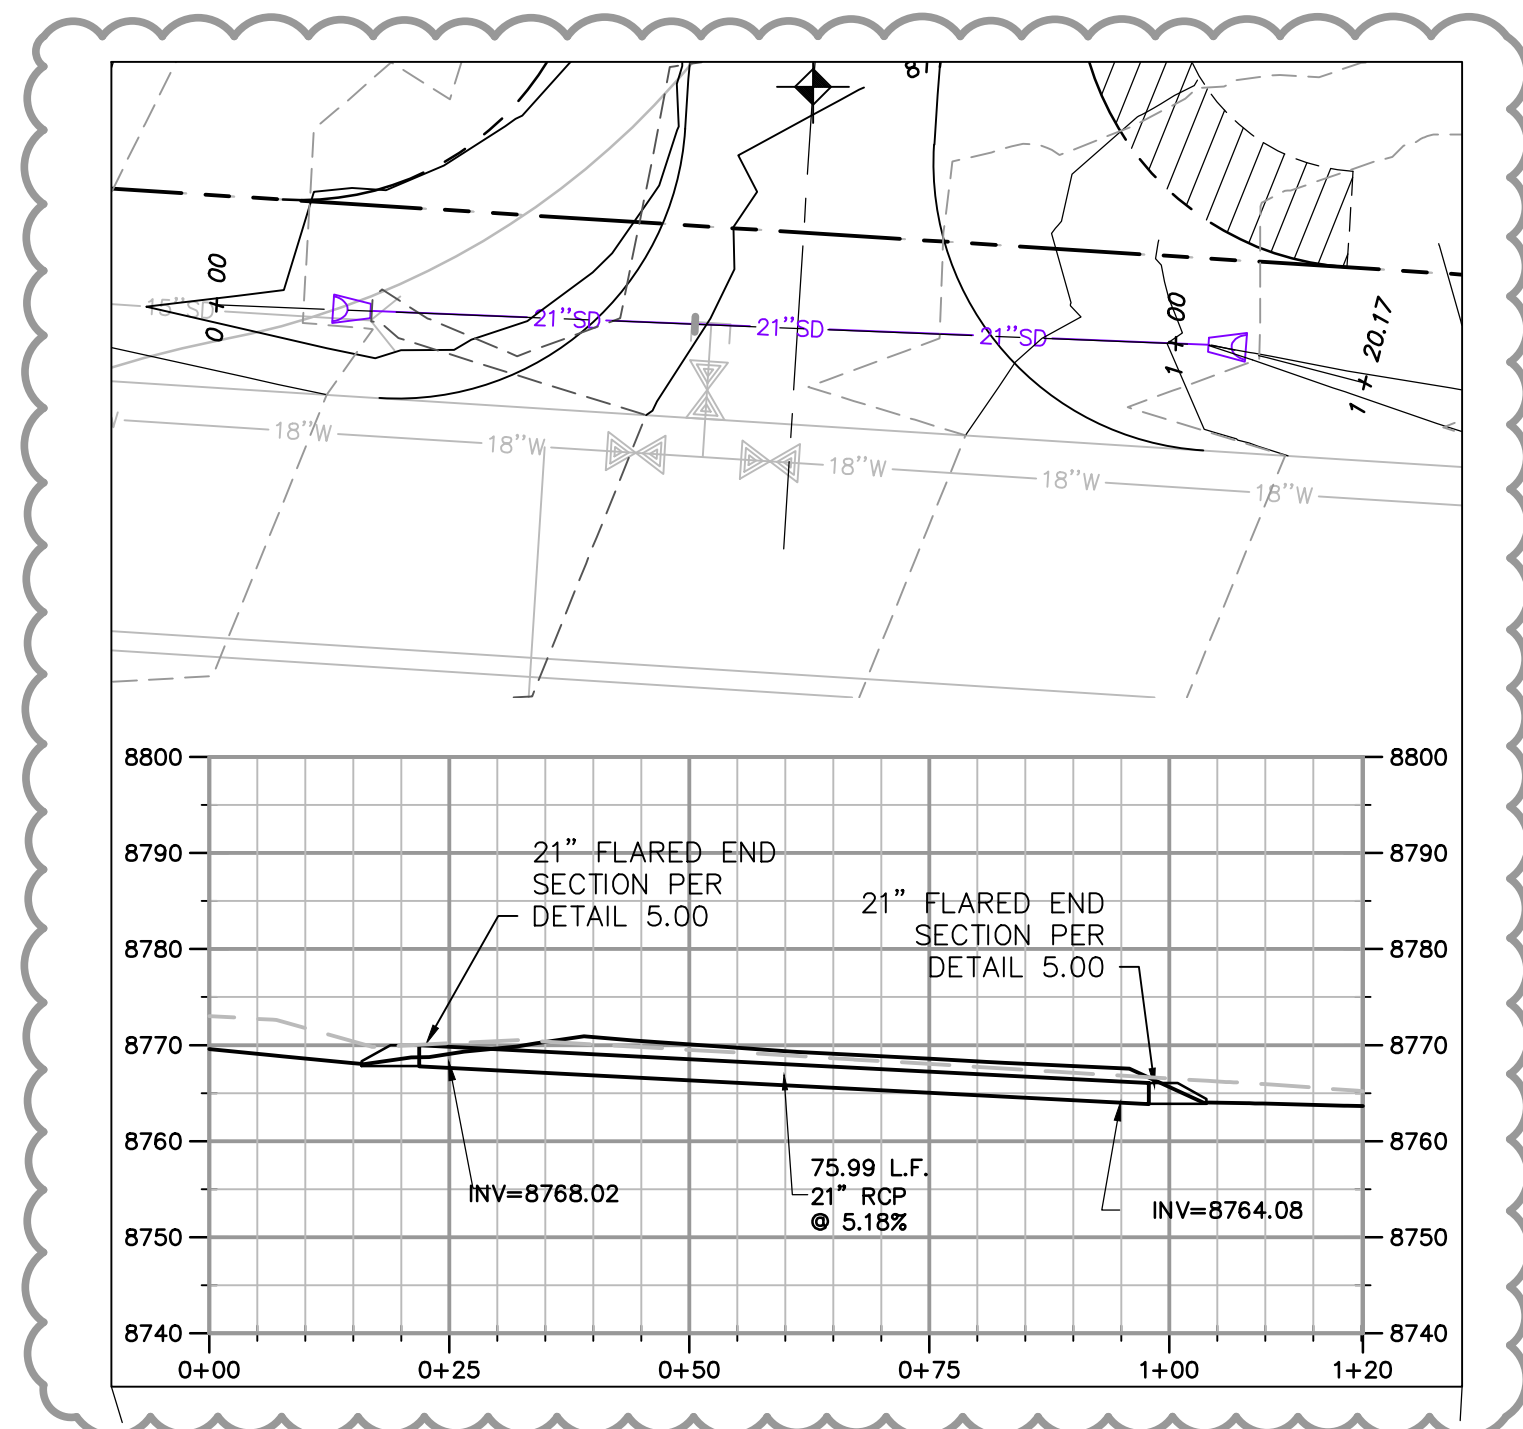 87
0+00
15"SD
21"SD
21"SD
21"SD
1+00
1+20.17
18"W
18"W
18"W
18"W
18"W
8800
8800
8790
8790
21" FLARED END
SECTION PER
DETAIL 5.00
21" FLARED END
SECTION PER
DETAIL 5.00
8780
8780
8770
8770
8760
8760
INV=8768.02
75.99 L.F.
21" RCP
@ 5.18%
INV=8764.08
8750
8750
8740
8740
0+00
0+25
0+50
0+75
1+00
1+20